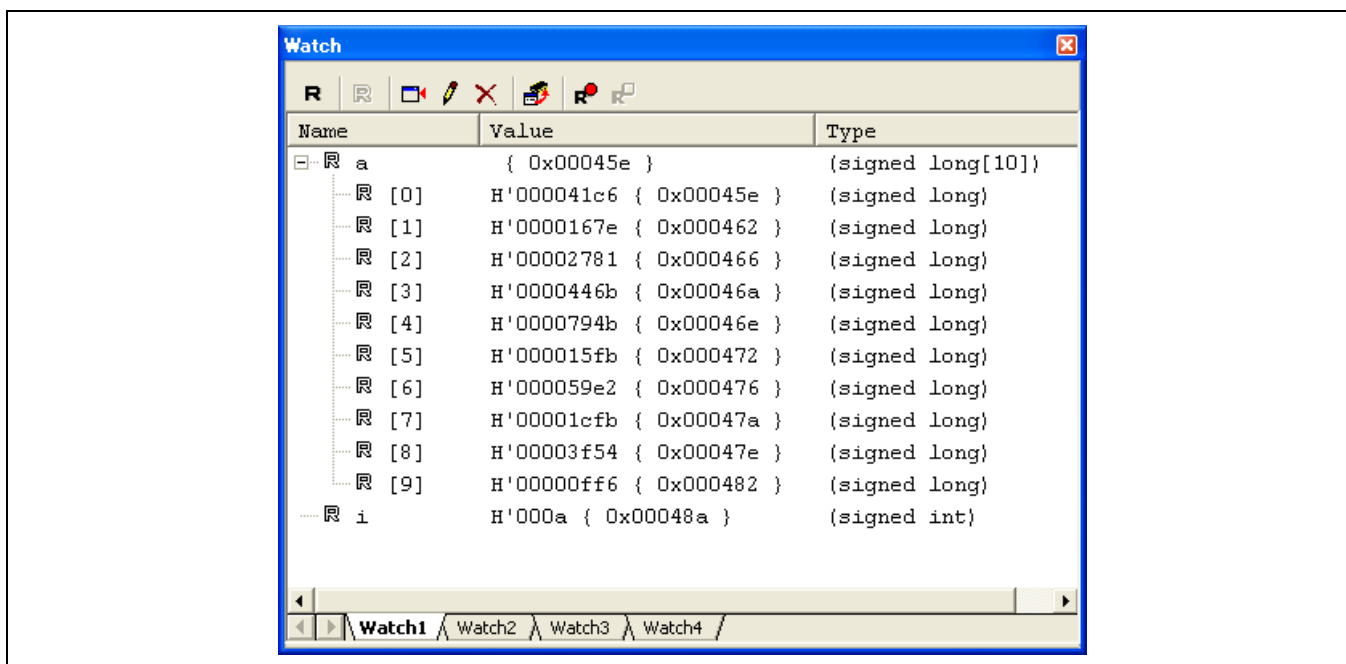 Watch
R R R R
Name Value Type
R a { 0x00045e } (signed long[10])
R [0] H'000041c6 { 0x00045e } (signed long)
R [1] H'0000167e { 0x000462 } (signed long)
R [2] H'00002781 { 0x000466 } (signed long)
R [3] H'0000446b { 0x00046a } (signed long)
R [4] H'0000794b { 0x00046e } (signed long)
R [5] H'000015fb { 0x000472 } (signed long)
R [6] H'000059e2 { 0x000476 } (signed long)
R [7] H'00001cfb { 0x00047a } (signed long)
R [8] H'00003f54 { 0x00047e } (signed long)
R [9] H'00000ff6 { 0x000482 } (signed long)
R i H'000a { 0x00048a } (signed int)
Watch1 Watch2 Watch3 Watch4